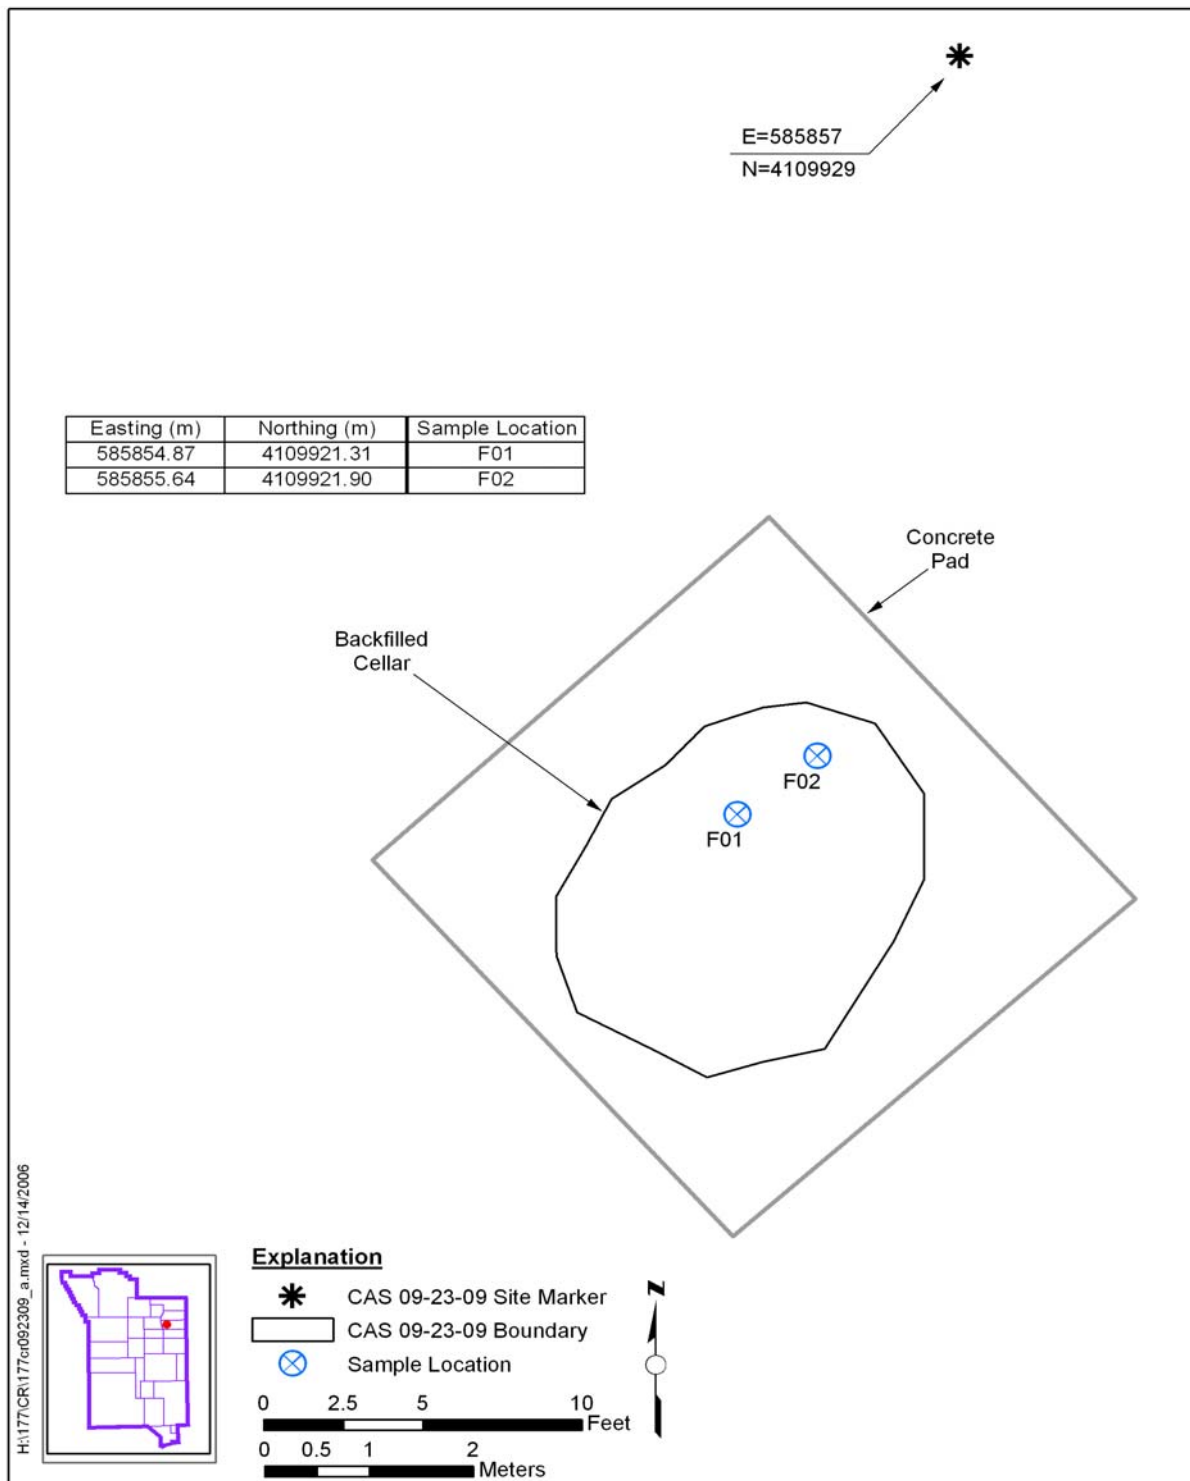 E=585857
N=4109929
Easting (m) Northing (m) Sample Location
585854.87 4109921.31 F01
585855.64 4109921.90 F02
Concrete
Pad
Backfilled
Cellar
F02
F01
H:\177\CR\177cr092309_a.mxd - 12/14/2006
Explanation
CAS 09-23-09 Site Marker
CAS 09-23-09 Boundary
Sample Location
0 2.5 5 10
Feet
0 0.5 1 2
Meters
N